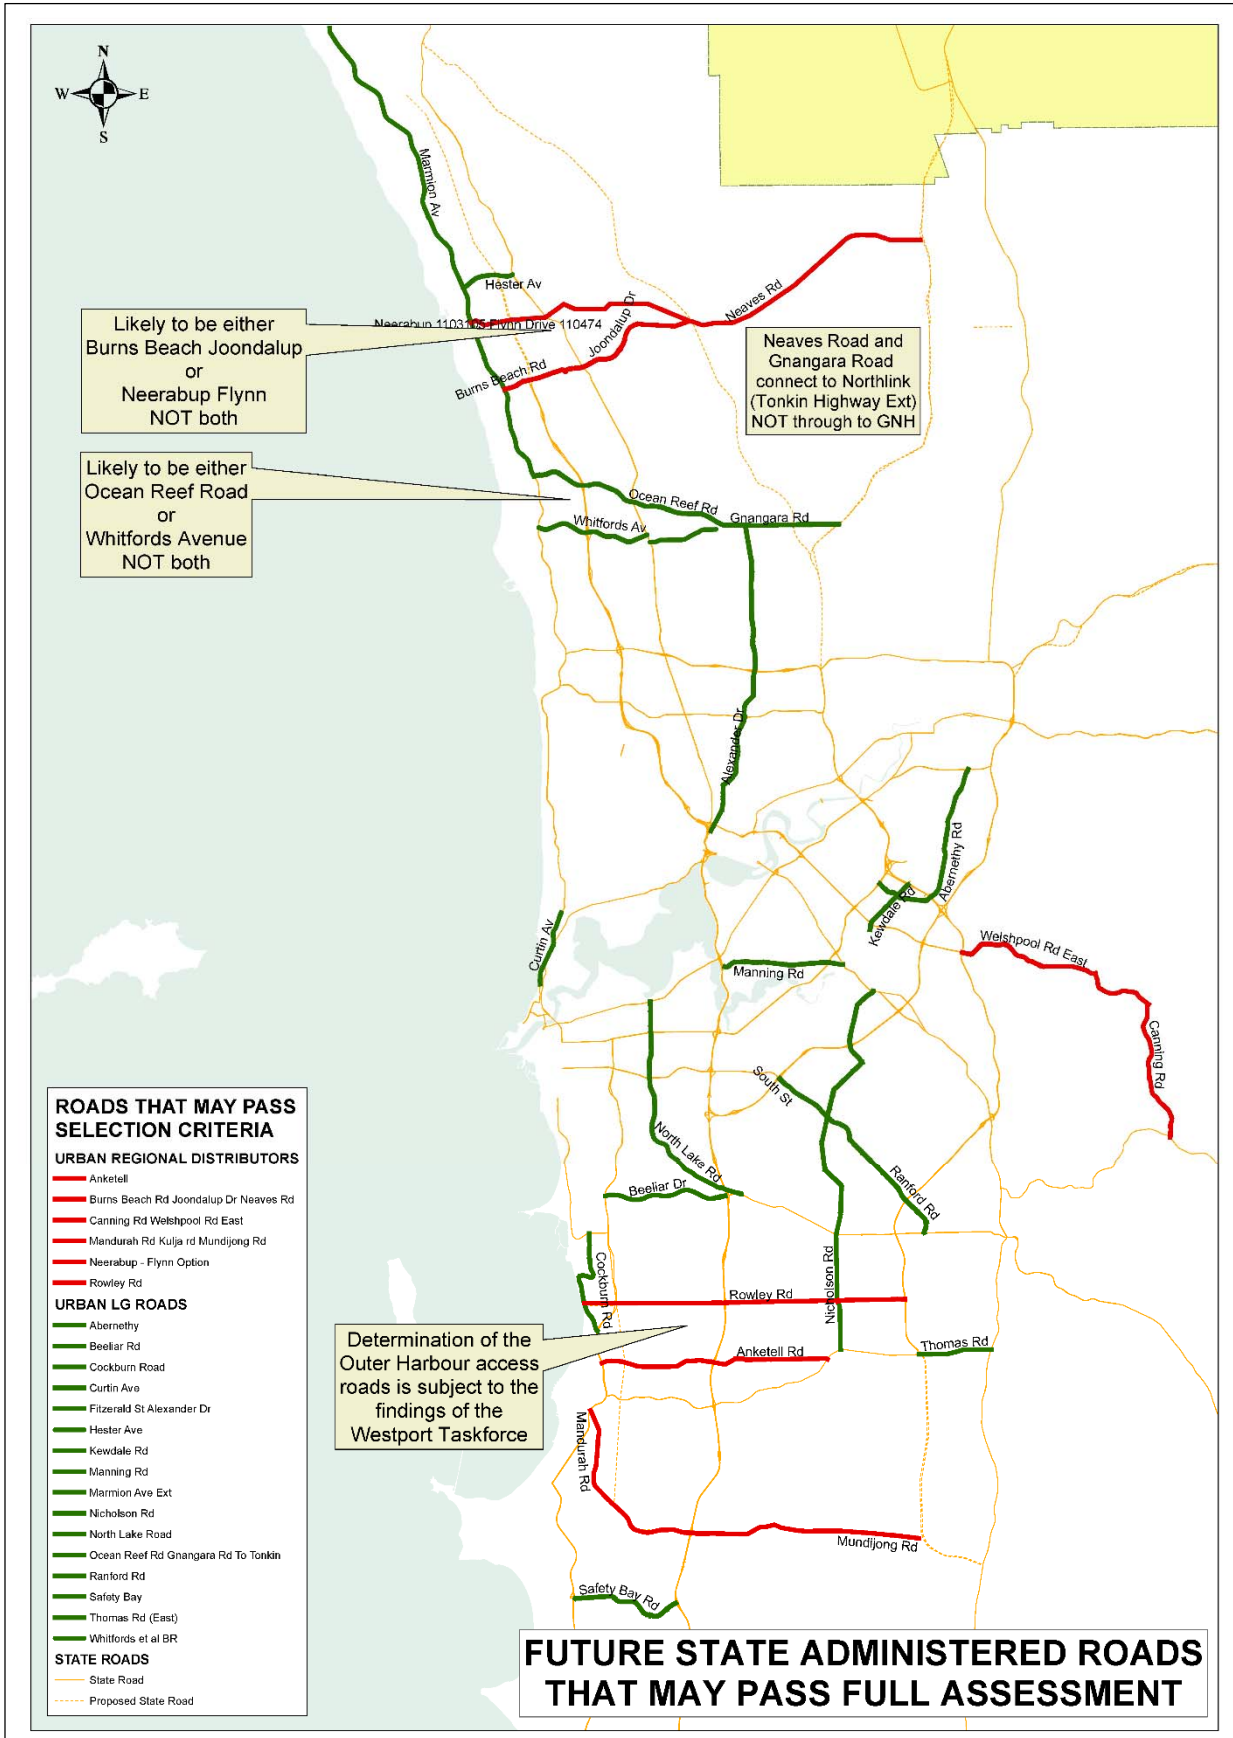 N
W E
S
Marmion Av
Hester Av
Neerabup 1103105 Flynn Drive 110474
Joondalup Dr
Neaves Rd
Burns Beach Rd
Likely to be either
Burns Beach Joondalup
or
Neerabup Flynn
NOT both
Neaves Road and
Gnangara Road
connect to Northlink
(Tonkin Highway Ext)
NOT through to GNH
Likely to be either
Ocean Reef Road
or
Whitfords Avenue
NOT both
Ocean Reef Rd
Gnangara Rd
Whitfords Av
Alexander Dr
Abernethy Rd
Kewdale Rd
Curtin Av
Welshpool Rd East
Manning Rd
Canning Rd
South St
North Lake Rd
Beeliar Dr
Ranford Rd
Nicholson Rd
Cockburn Rd
Rowley Rd
Thomas Rd
Anketell Rd
Determination of the
Outer Harbour access
roads is subject to the
findings of the
Westport Taskforce
Mandurah Rd
Mundijong Rd
Safety Bay Rd
ROADS THAT MAY PASS
SELECTION CRITERIA
URBAN REGIONAL DISTRIBUTORS
Anketell
Burns Beach Rd Joondalup Dr Neaves Rd
Canning Rd Welshpool Rd East
Mandurah Rd Kulja rd Mundijong Rd
Neerabup - Flynn Option
Rowley Rd
URBAN LG ROADS
Abernethy
Beeliar Rd
Cockburn Road
Curtin Ave
Fitzerald St Alexander Dr
Hester Ave
Kewdale Rd
Manning Rd
Marmion Ave Ext
Nicholson Rd
North Lake Road
Ocean Reef Rd Gnangara Rd To Tonkin
Ranford Rd
Safety Bay
Thomas Rd (East)
Whitfords et al BR
STATE ROADS
State Road
Proposed State Road
FUTURE STATE ADMINISTERED ROADS
THAT MAY PASS FULL ASSESSMENT